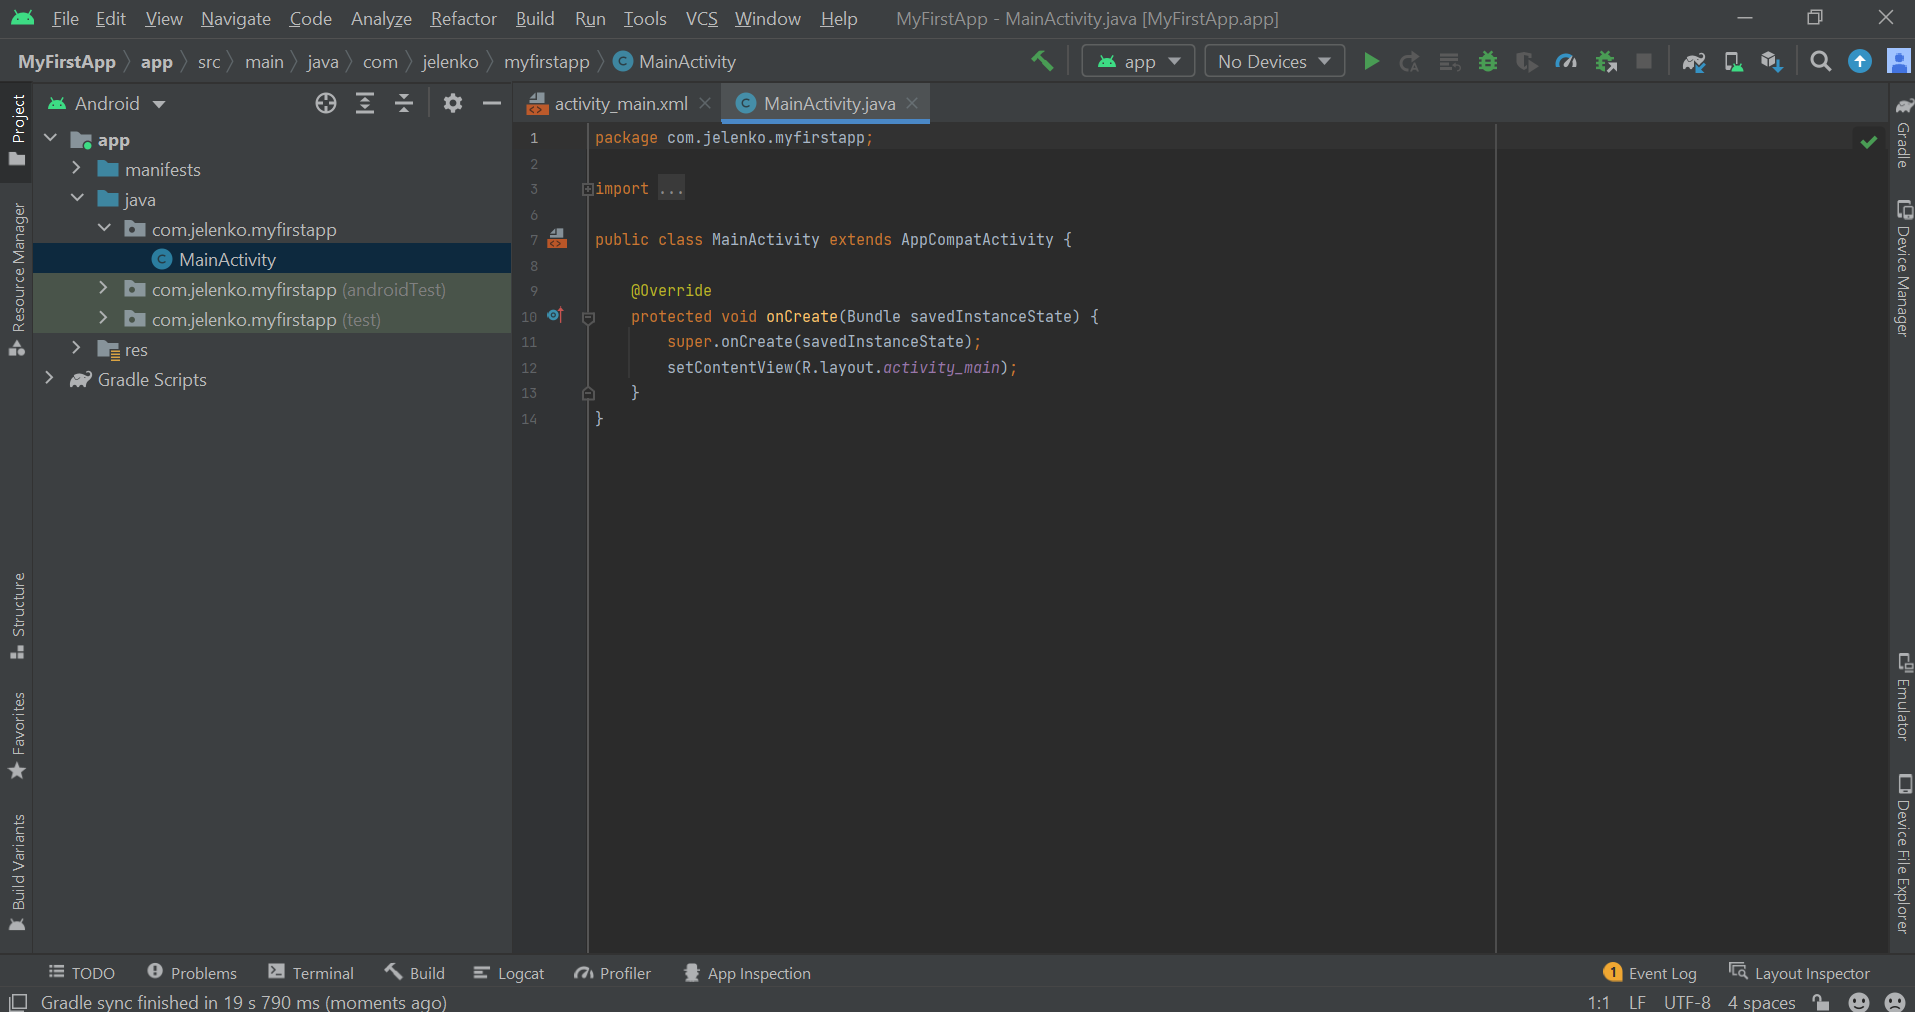 File Edit View Navigate Code Analyze Refactor Build Run Tools VCS Window Help MyFirstApp - MainActivity.java [MyFirstApp.app]
MyFirstApp app src main java com jelenko myfirstapp C MainActivity app No Devices
Android
activity_main.xml C MainActivity.java
app
manifests
java
com.jelenko.myfirstapp
C MainActivity
com.jelenko.myfirstapp (androidTest)
com.jelenko.myfirstapp (test)
res
Gradle Scripts
1 package com.jelenko.myfirstapp;
2
3 import ...
6
7 public class MainActivity extends AppCompatActivity {
8
9 @Override
10 protected void onCreate(Bundle savedInstanceState) {
11 super.onCreate(savedInstanceState);
12 setContentView(R.layout.activity_main);
13 }
14 }
Project
Resource Manager
Structure
Favorites
Build Variants
Gradle
Device Manager
Emulator
Device File Explorer
TODO Problems Terminal Build Logcat Profiler App Inspection 1 Event Log Layout Inspector
Gradle sync finished in 19 s 790 ms (moments ago) 1:1 LF UTF-8 4 spaces